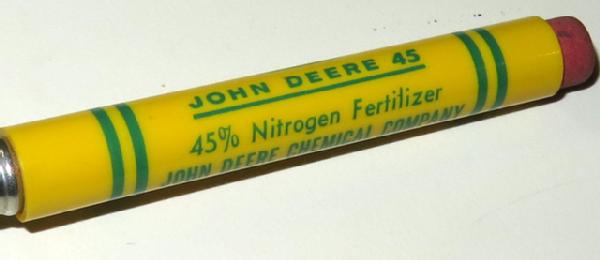 JOHN DEERE 45
45% Nitrogen Fertilizer
JOHN DEERE CHEMICAL COMPANY